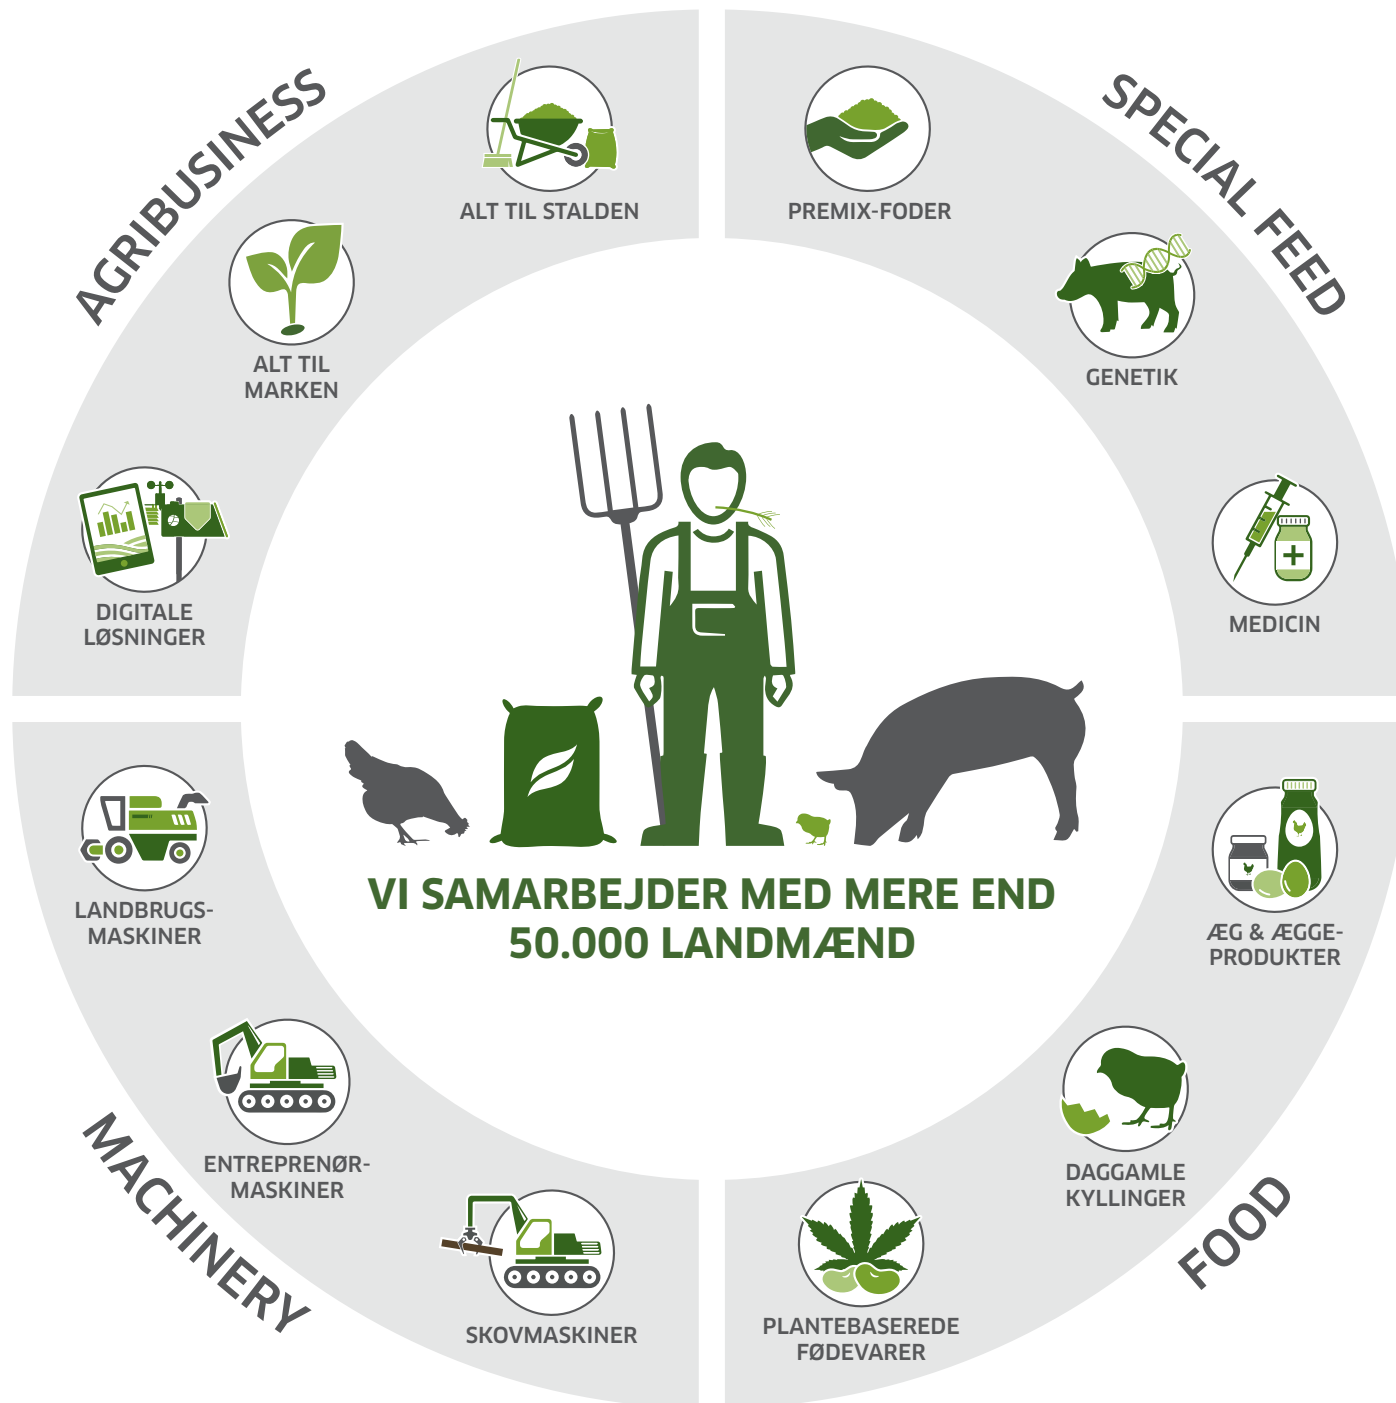 AGRIBUSINESS
ALT TIL STALDEN
ALT TIL
MARKEN
DIGITALE
LØSNINGER
SPECIAL FEED
PREMIX-FODER
GENETIK
MEDICIN
VI SAMARBEJDER MED MERE END
50.000 LANDMÆND
MACHINERY
LANDBRUGS-
MASKINER
ENTREPRENØR-
MASKINER
SKOVMASKINER
FOOD
ÆG & ÆGGE-
PRODUKTER
DAGGAMLE
KYLLINGER
PLANTEBASEREDE
FØDEVARER